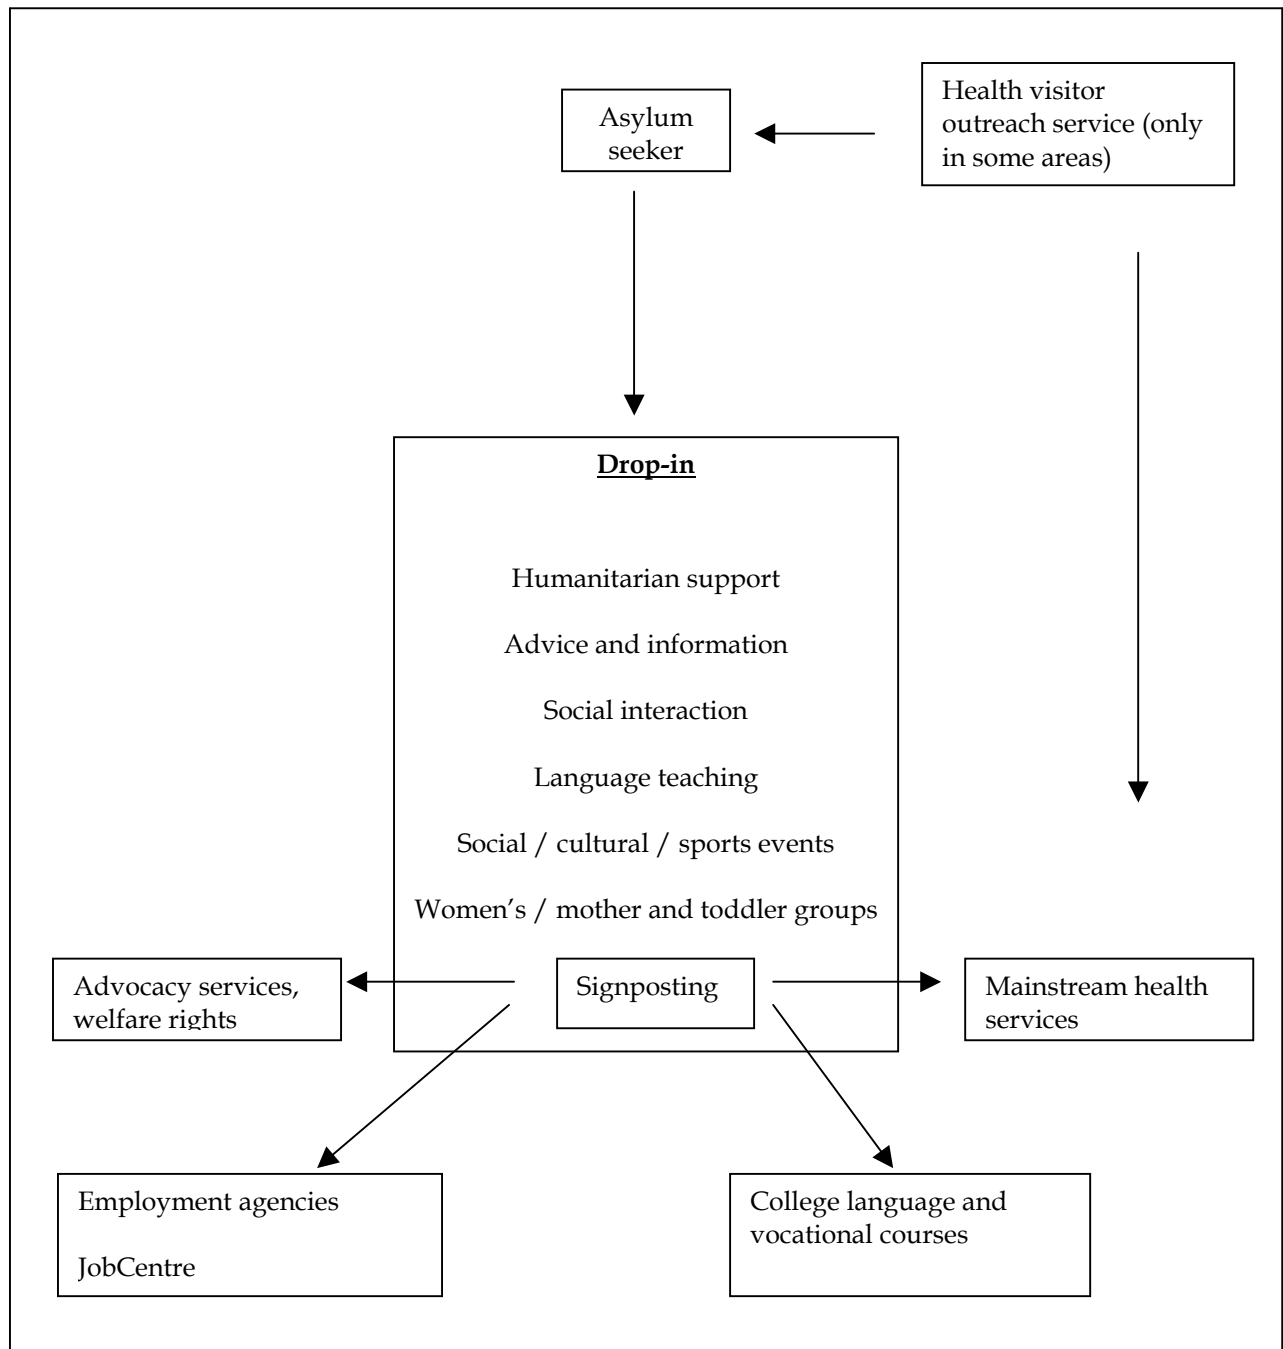 Asylum
seeker
Health visitor
outreach service (only
in some areas)
Drop-in
Humanitarian support
Advice and information
Social interaction
Language teaching
Social / cultural / sports events
Women’s / mother and toddler groups
Advocacy services,
welfare rights
Signposting
Mainstream health
services
Employment agencies
JobCentre
College language and
vocational courses